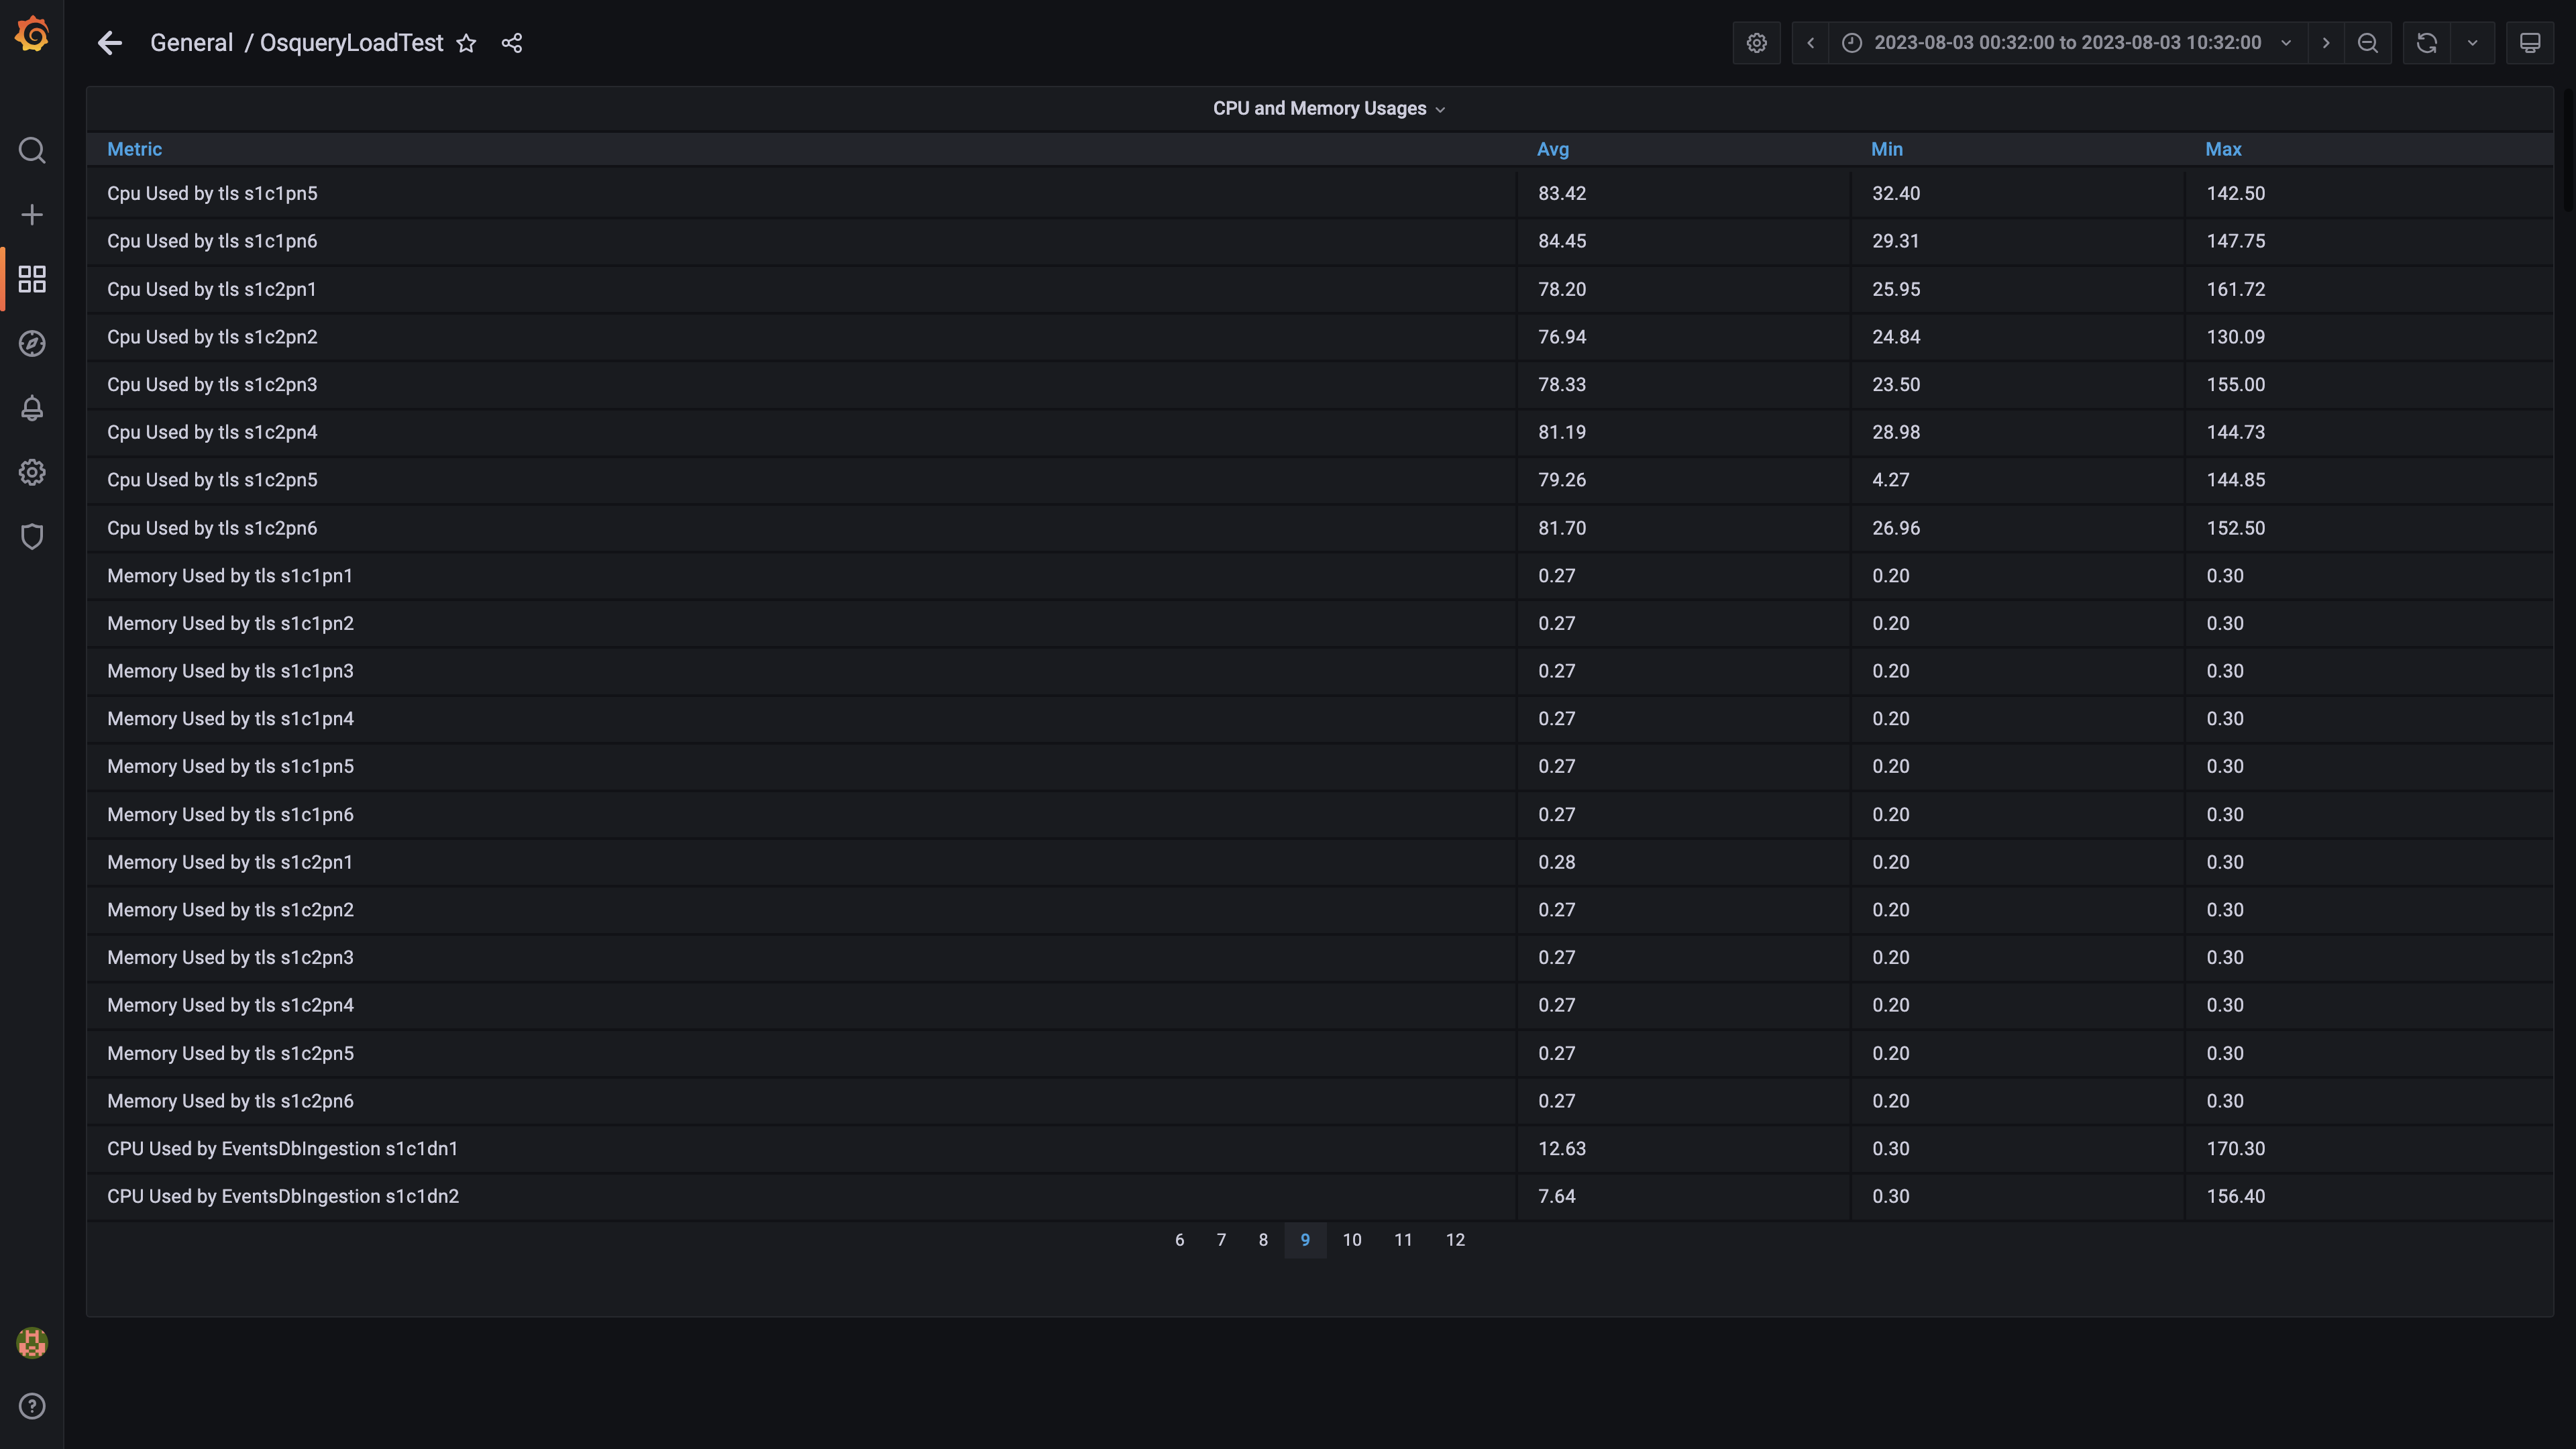 General / OsqueryLoadTest
2023-08-03 00:32:00 to 2023-08-03 10:32:00
CPU and Memory Usages
Metric Avg Min Max
Cpu Used by tls s1c1pn5 83.42 32.40 142.50
Cpu Used by tls s1c1pn6 84.45 29.31 147.75
Cpu Used by tls s1c2pn1 78.20 25.95 161.72
Cpu Used by tls s1c2pn2 76.94 24.84 130.09
Cpu Used by tls s1c2pn3 78.33 23.50 155.00
Cpu Used by tls s1c2pn4 81.19 28.98 144.73
Cpu Used by tls s1c2pn5 79.26 4.27 144.85
Cpu Used by tls s1c2pn6 81.70 26.96 152.50
Memory Used by tls s1c1pn1 0.27 0.20 0.30
Memory Used by tls s1c1pn2 0.27 0.20 0.30
Memory Used by tls s1c1pn3 0.27 0.20 0.30
Memory Used by tls s1c1pn4 0.27 0.20 0.30
Memory Used by tls s1c1pn5 0.27 0.20 0.30
Memory Used by tls s1c1pn6 0.27 0.20 0.30
Memory Used by tls s1c2pn1 0.28 0.20 0.30
Memory Used by tls s1c2pn2 0.27 0.20 0.30
Memory Used by tls s1c2pn3 0.27 0.20 0.30
Memory Used by tls s1c2pn4 0.27 0.20 0.30
Memory Used by tls s1c2pn5 0.27 0.20 0.30
Memory Used by tls s1c2pn6 0.27 0.20 0.30
CPU Used by EventsDbIngestion s1c1dn1 12.63 0.30 170.30
CPU Used by EventsDbIngestion s1c1dn2 7.64 0.30 156.40
6 7 8 9 10 11 12